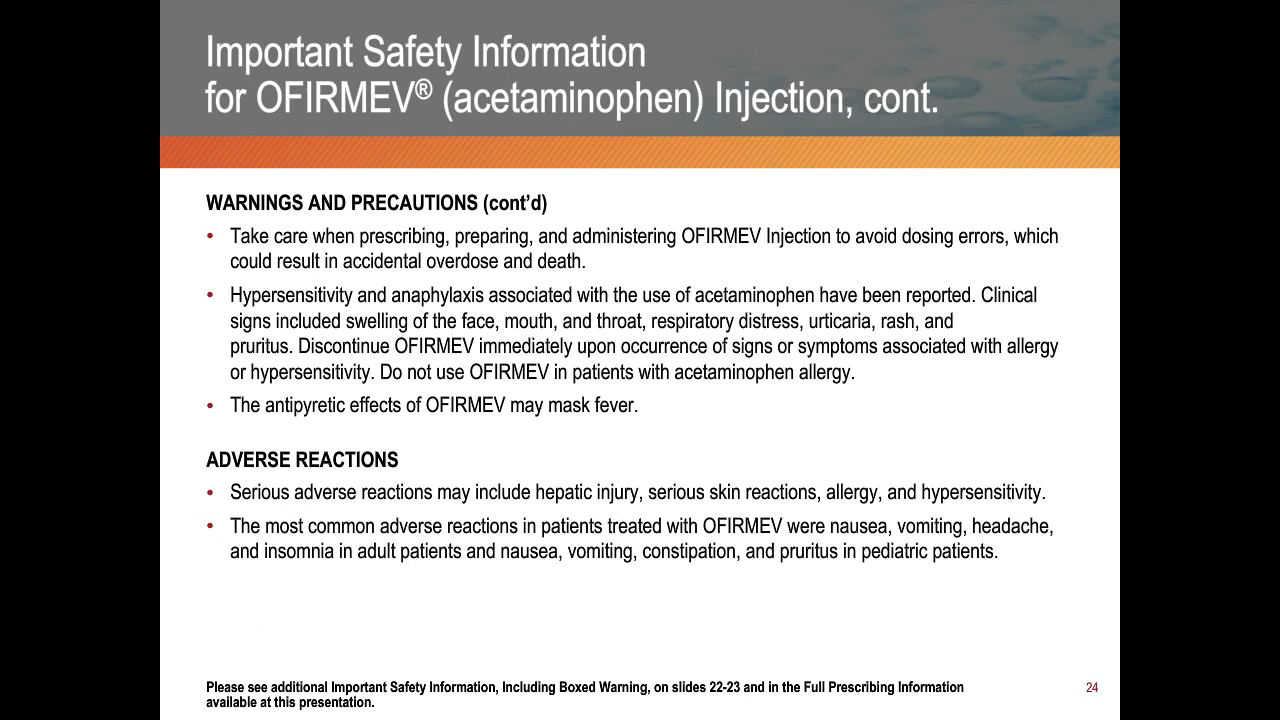 Important Safety Information
for OFIRMEV® (acetaminophen) Injection, cont.
WARNINGS AND PRECAUTIONS (cont’d)
• Take care when prescribing, preparing, and administering OFIRMEV Injection to avoid dosing errors, which
could result in accidental overdose and death.
• Hypersensitivity and anaphylaxis associated with the use of acetaminophen have been reported. Clinical
signs included swelling of the face, mouth, and throat, respiratory distress, urticaria, rash, and
pruritus. Discontinue OFIRMEV immediately upon occurrence of signs or symptoms associated with allergy
or hypersensitivity. Do not use OFIRMEV in patients with acetaminophen allergy.
• The antipyretic effects of OFIRMEV may mask fever.
ADVERSE REACTIONS
• Serious adverse reactions may include hepatic injury, serious skin reactions, allergy, and hypersensitivity.
• The most common adverse reactions in patients treated with OFIRMEV were nausea, vomiting, headache,
and insomnia in adult patients and nausea, vomiting, constipation, and pruritus in pediatric patients.
Please see additional Important Safety Information, Including Boxed Warning, on slides 22-23 and in the Full Prescribing Information
available at this presentation.
24